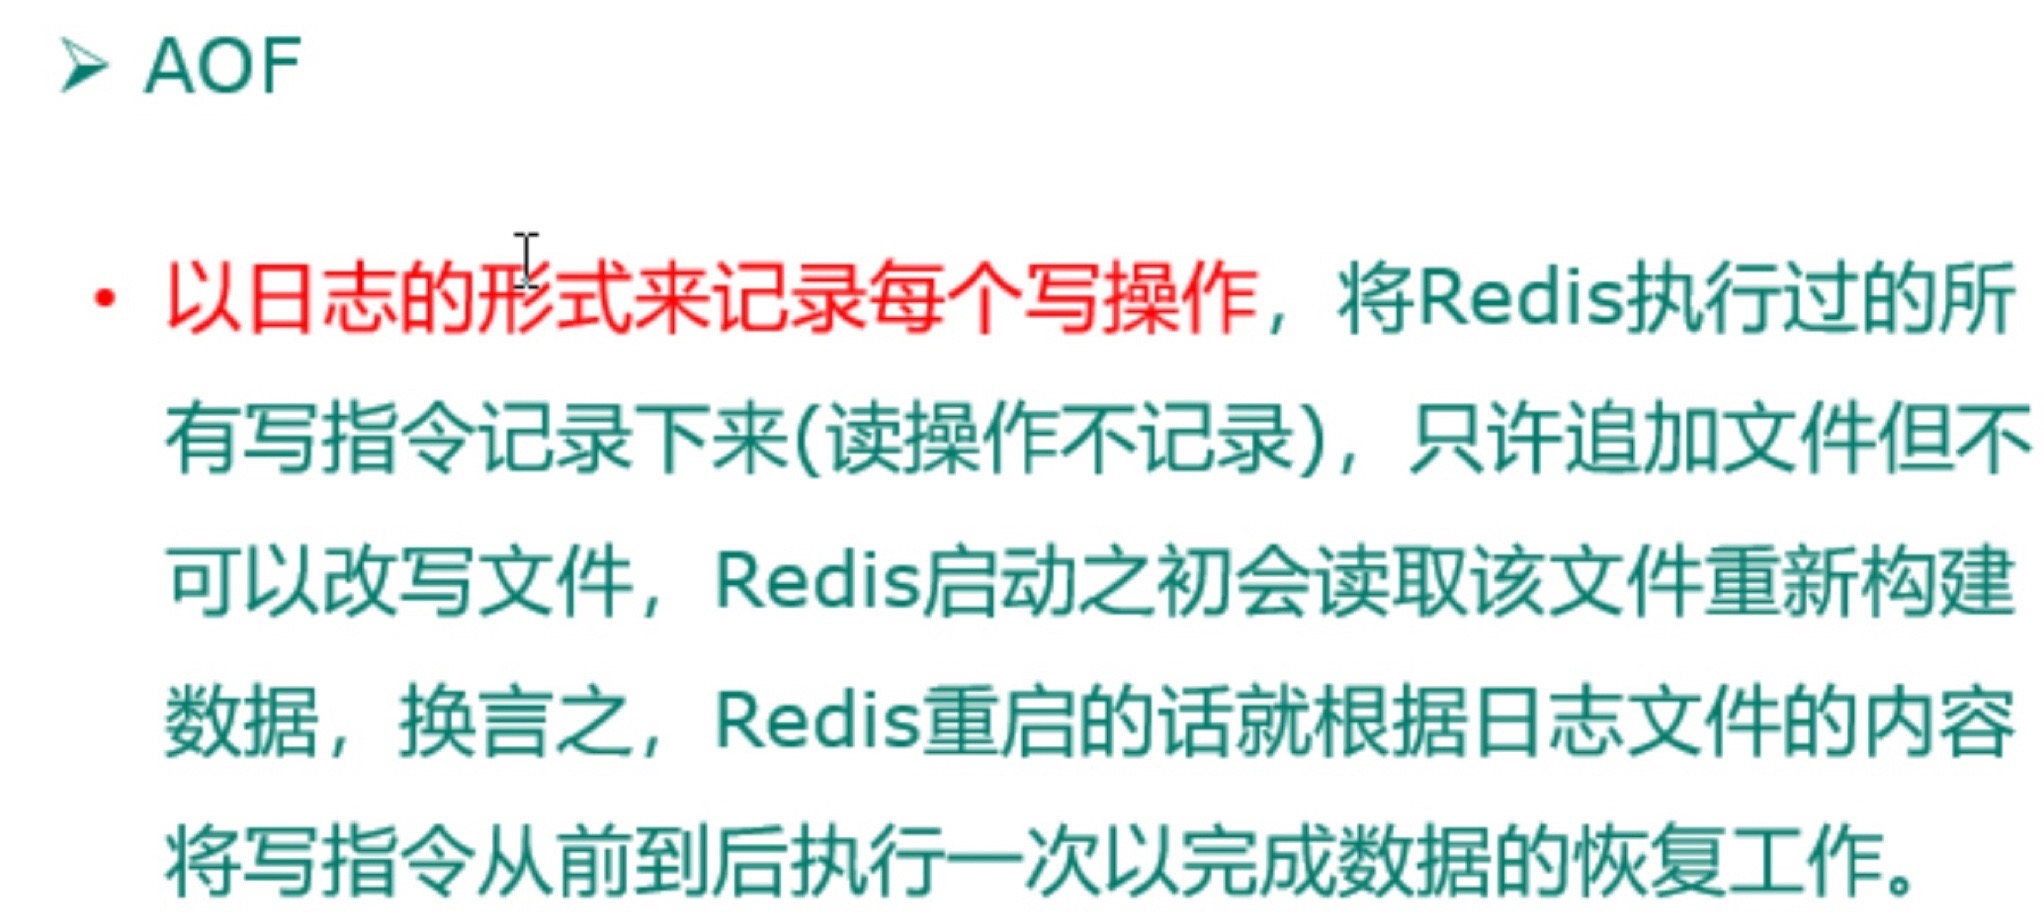 ➢ AOF
• 以日志的形式来记录每个写操作，将Redis执行过的所
有写指令记录下来(读操作不记录)，只许追加文件但不
可以改写文件，Redis启动之初会读取该文件重新构建
数据，换言之，Redis重启的话就根据日志文件的内容
将写指令从前到后执行一次以完成数据的恢复工作。